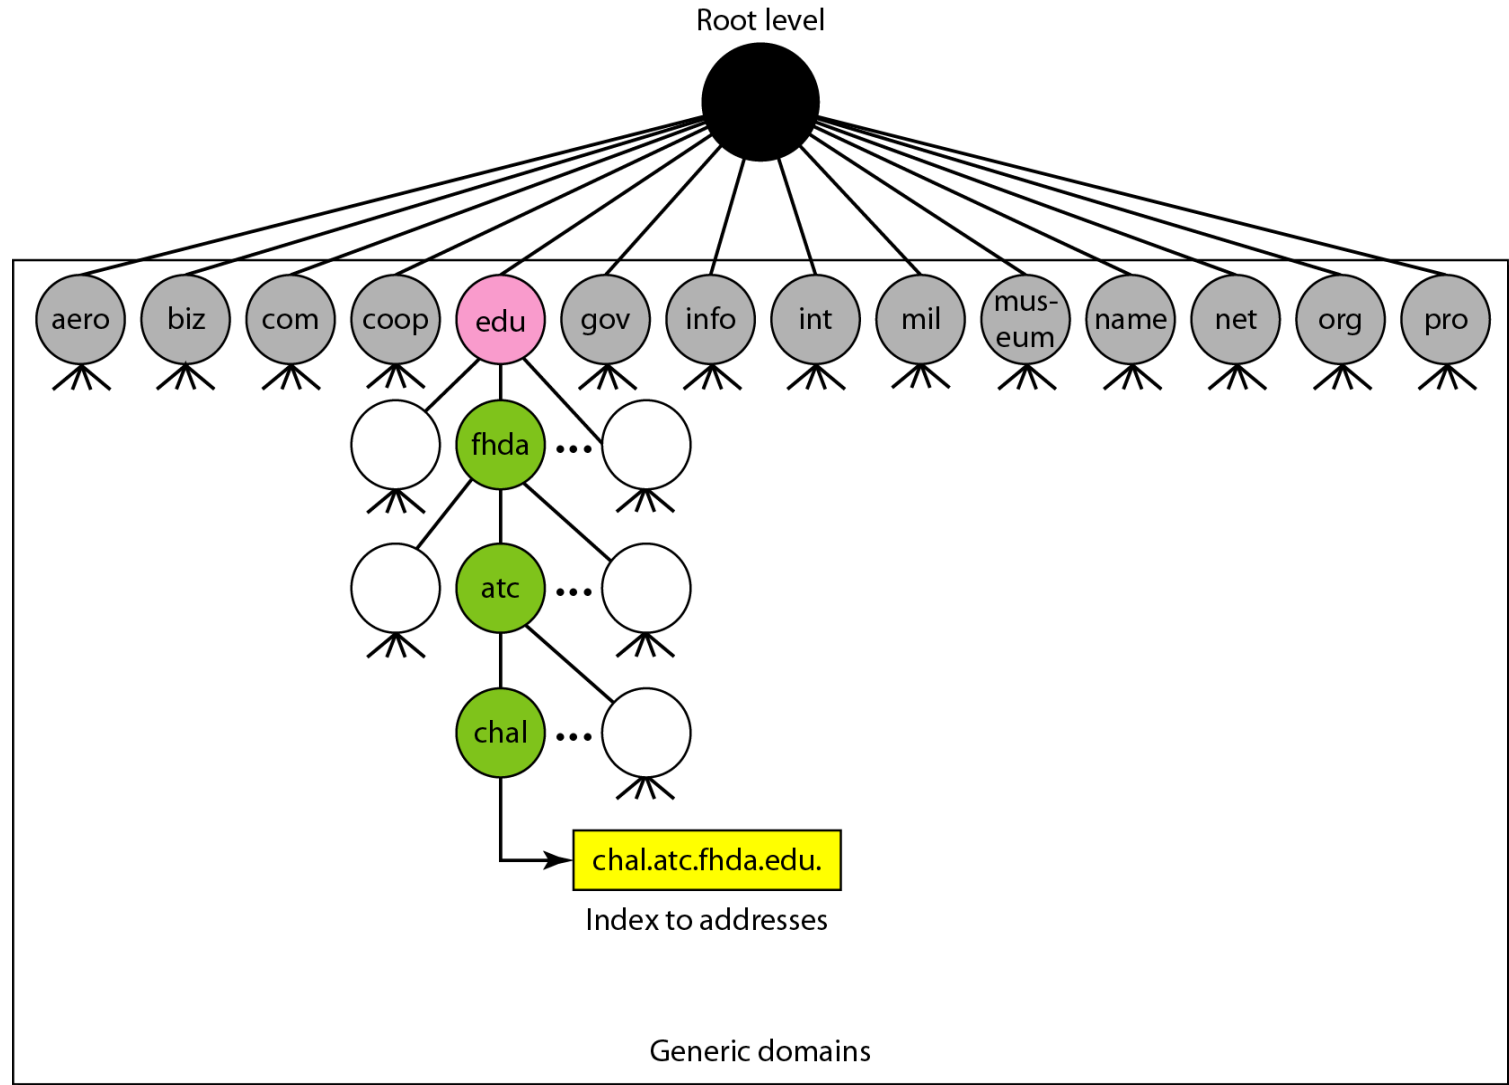 Root level
aero biz com coop edu gov info int mil mus-
eum name net org pro
fhda ...
atc ...
chal ...
chal.atc.fhda.edu.
Index to addresses
Generic domains